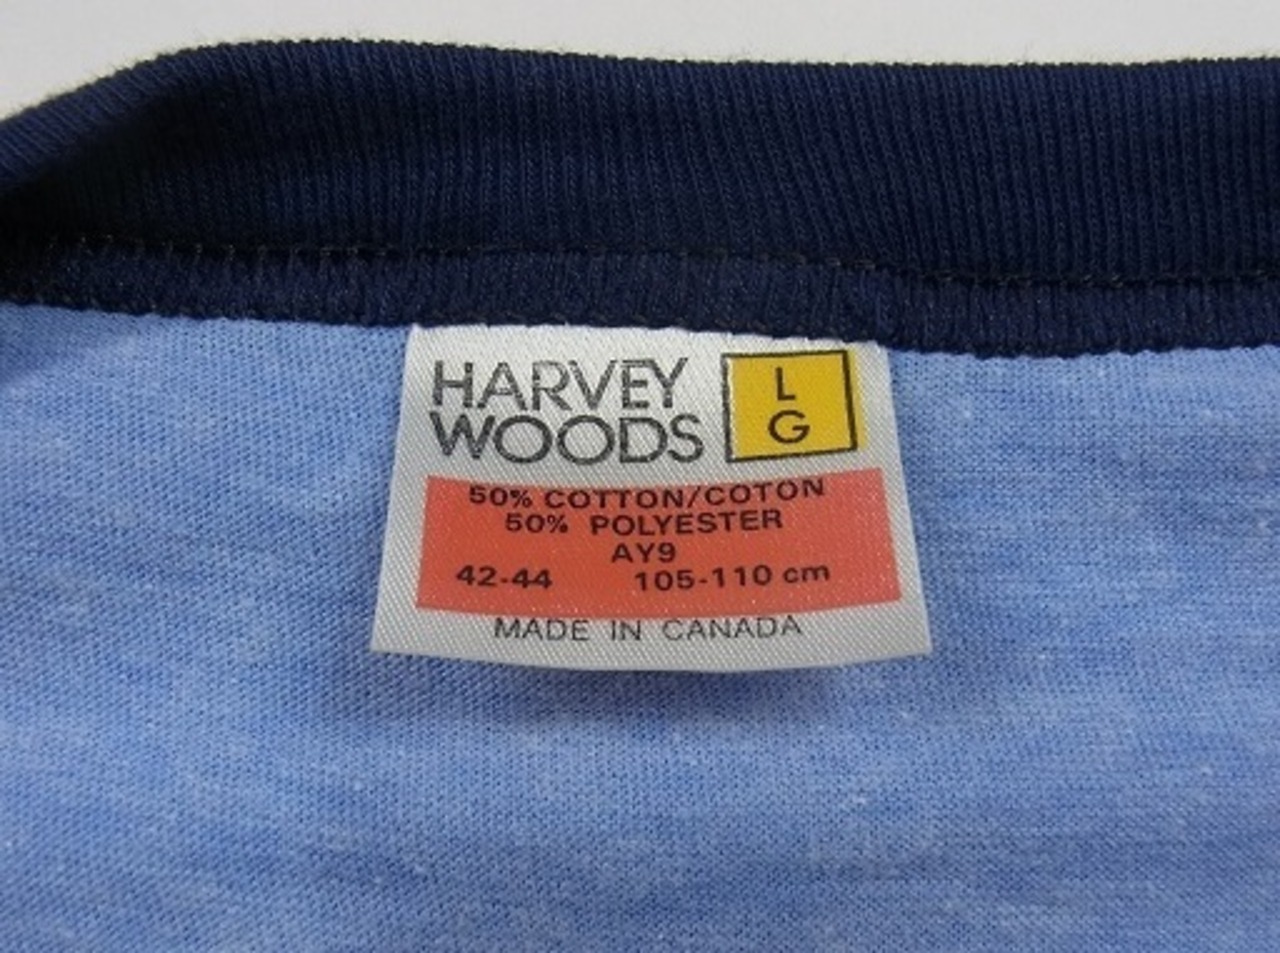 HARVEY
WOODS
L
G
50% COTTON/COTON
50% POLYESTER
AY9
42-44 105-110 cm
MADE IN CANADA